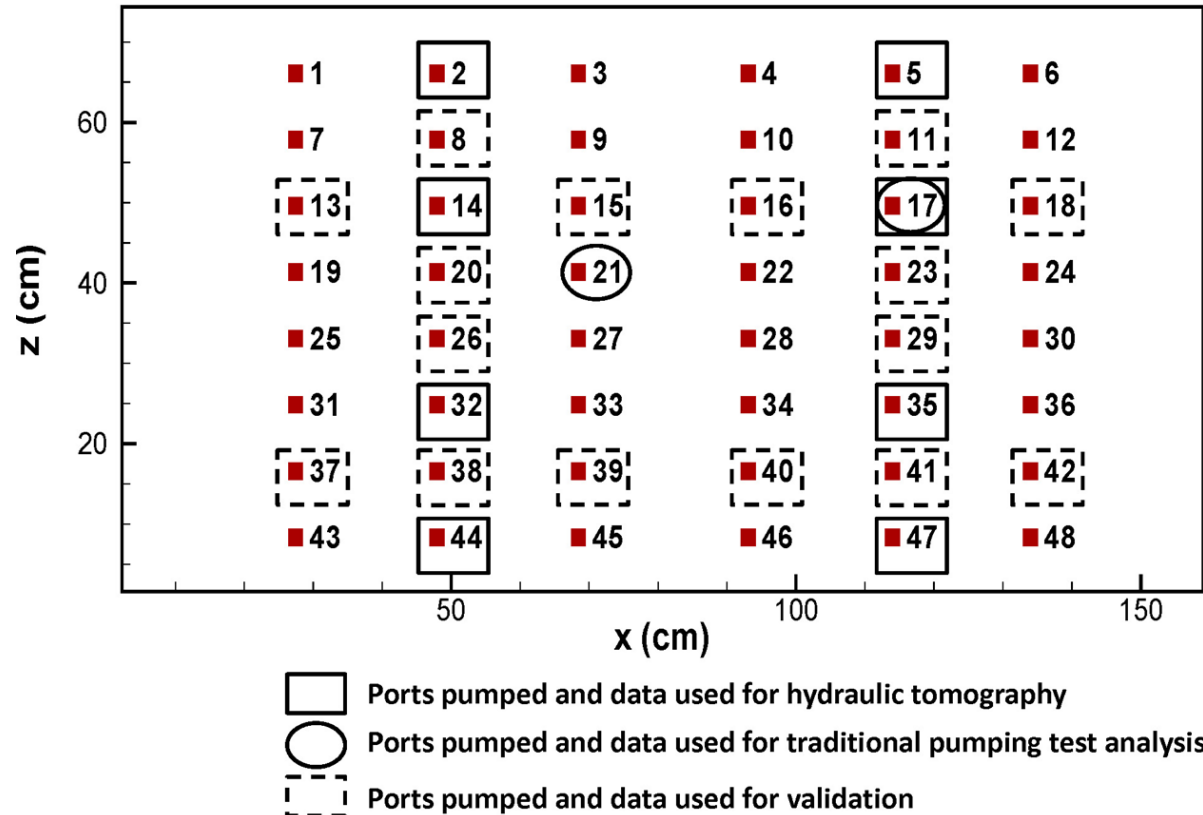 1 2 3 4 5 6
60
7 8 9 10 11 12
13 14 15 16 17 18
z (cm)
40
19 20 21 22 23 24
25 26 27 28 29 30
31 32 33 34 35 36
20
37 38 39 40 41 42
43 44 45 46 47 48
50 100 150
x (cm)
Ports pumped and data used for hydraulic tomography
Ports pumped and data used for traditional pumping test analysis
Ports pumped and data used for validation